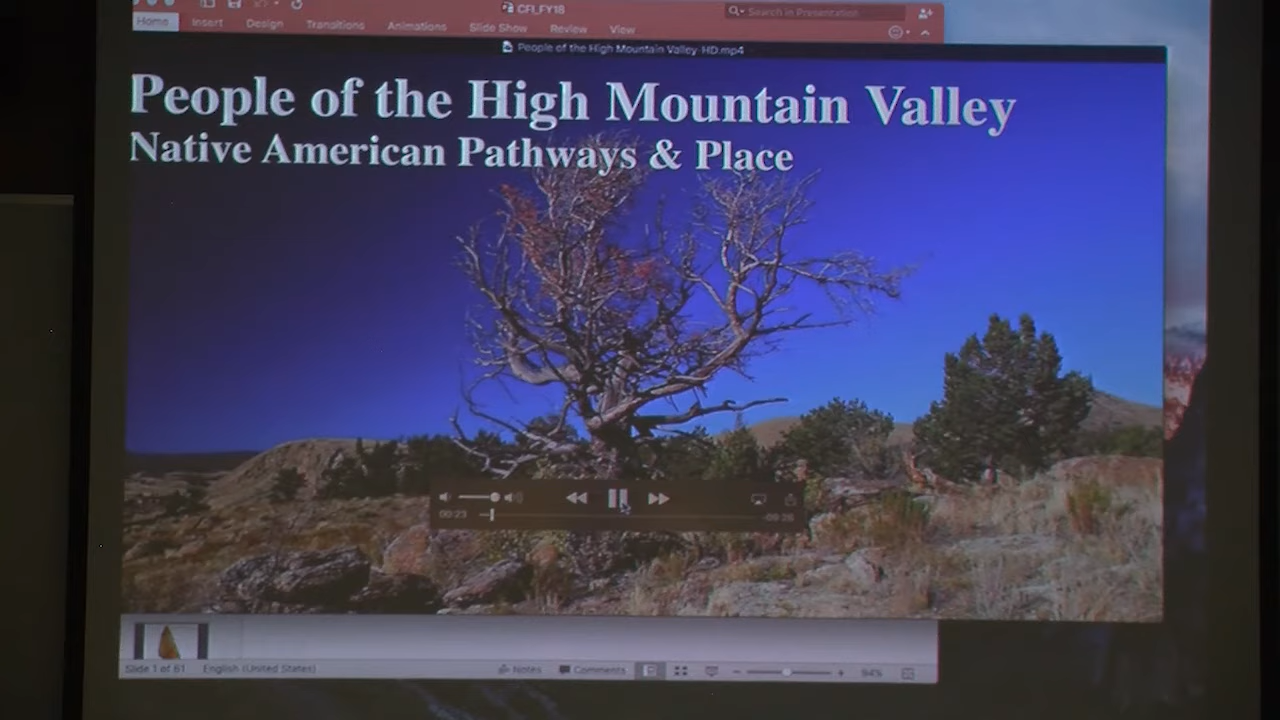 CFI_FY18
Search in Presentation
Home Insert Design Transitions Animations Slide Show Review View
People of the High Mountain Valley-HD.mp4
People of the High Mountain Valley
Native American Pathways & Place
00:23
Slide 1 of 61 English (United States) Notes Comments 94%